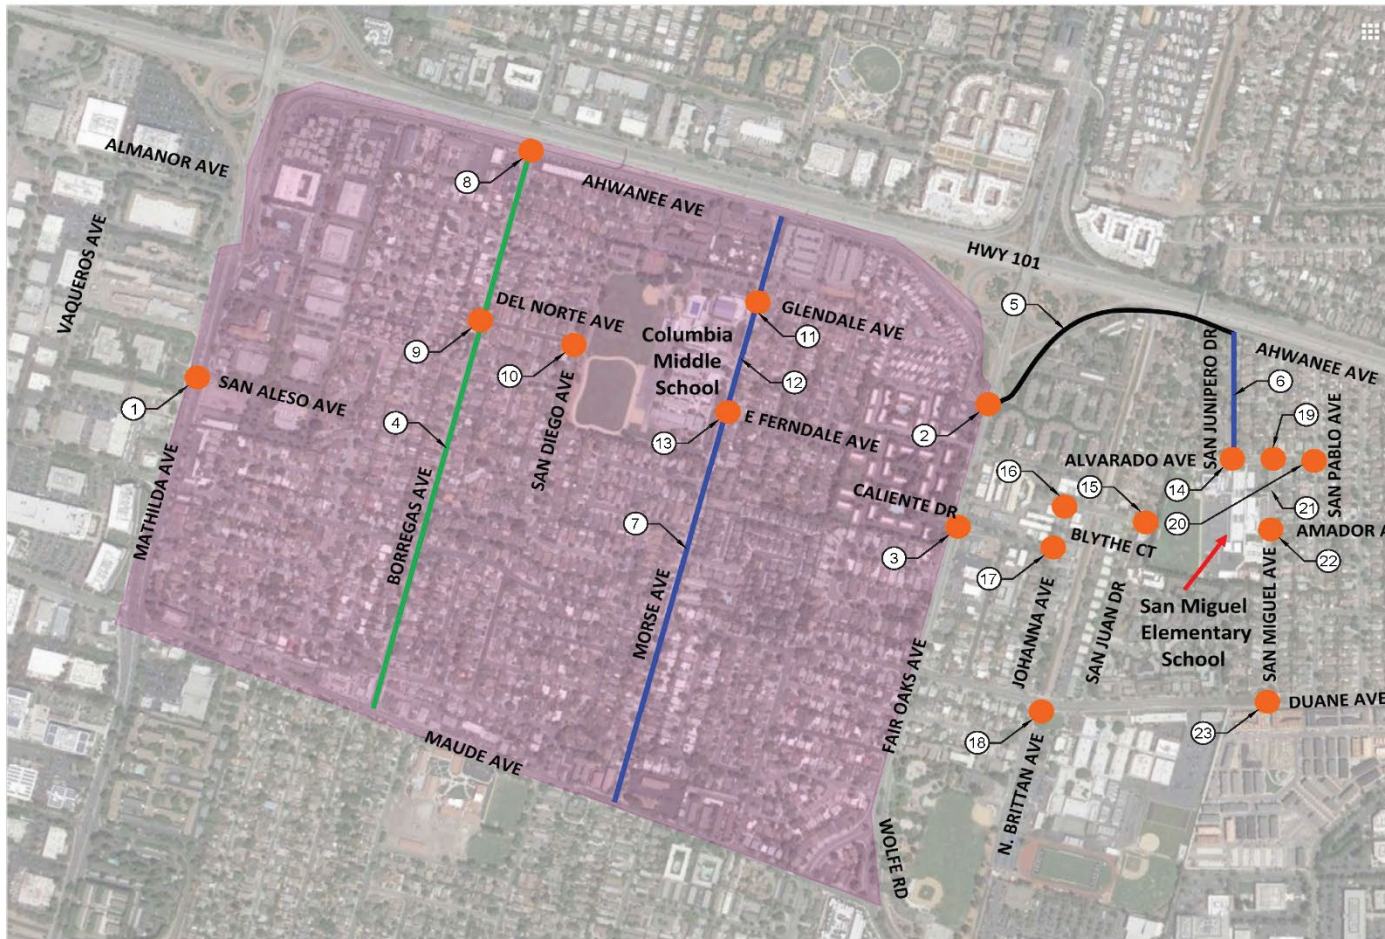 ALMANOR AVE
VAQUEROS AVE
8
AHWANEE AVE
HWY 101
5
DEL NORTE AVE
9
10
GLENDALE AVE
11
Columbia
Middle
School
12
SAN JUNIPERO DR
6
AHWANEE AVE
1
SAN ALESO AVE
4
SAN DIEGO AVE
13
E FERNDALE AVE
2
19
SAN PABLO AVE
ALVARADO AVE
14
16
15
20
21
MATHILDA AVE
BORREGAS AVE
7
CALIENTE DR
3
BLYTHE CT
17
AMADOR A
22
MORSE AVE
JOHANNA AVE
SAN JUAN DR
San Miguel
Elementary
School
SAN MIGUEL AVE
FAIR OAKS AVE
18
DUANE AVE
23
MAUDE AVE
N. BRITTAN AVE
WOLFE RD